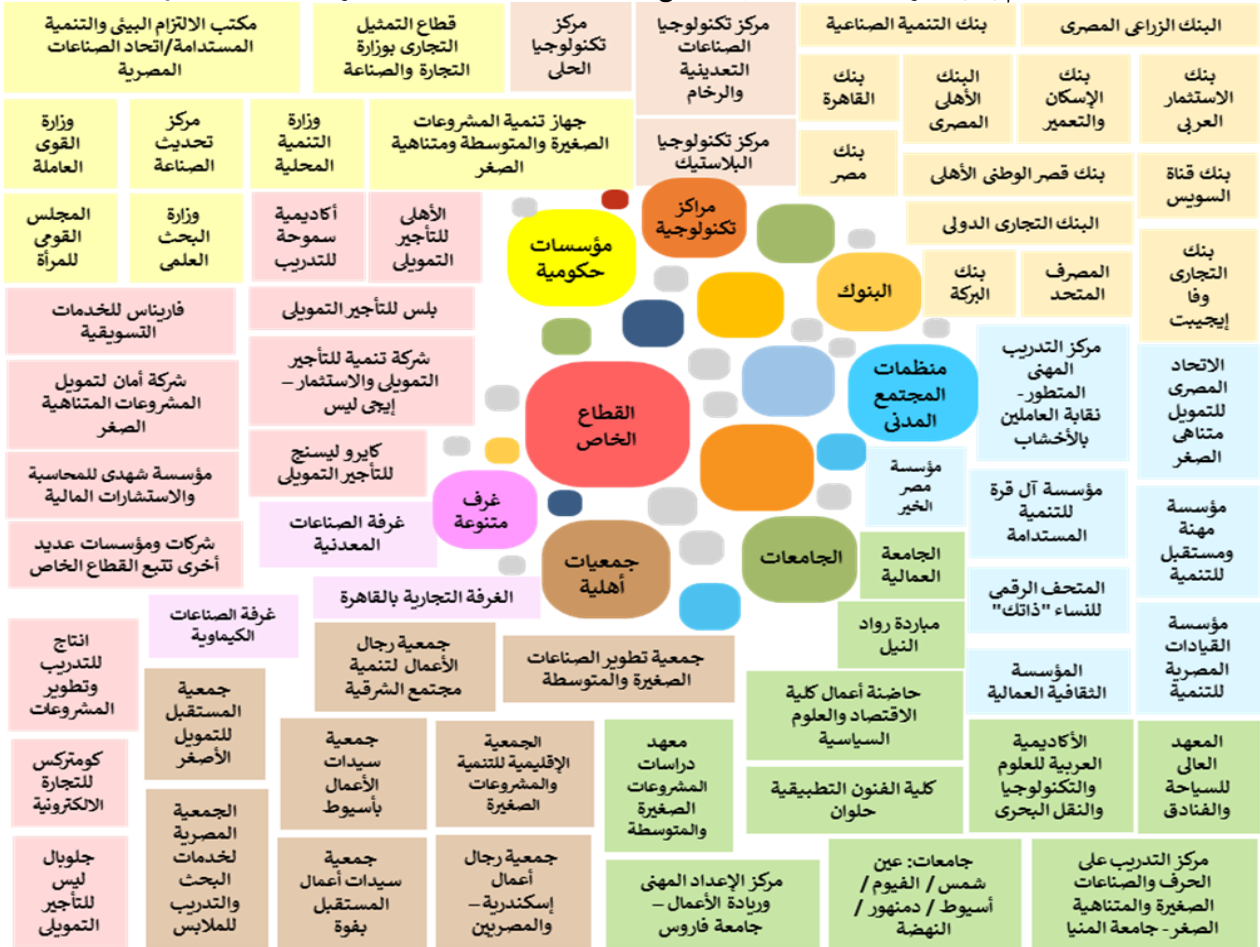 مكتب الالتزام البيئى والتنمية
المستدامة/اتحاد الصناعات
المصرية
قطاع التمثيل
التجارى بوزارة
التجارة والصناعة
مركز
تكنولوجيا
الحلى
مركز تكنولوجيا
الصناعات
التعدينية
والرخام
بنك التنمية الصناعية
البنك الزراعى المصرى
بنك
القاهرة
البنك
الأهلى
المصرى
بنك
الإسكان
والتعمير
بنك
الاستثمار
العربى
وزارة
القوى
العاملة
مركز
تحديث
الصناعة
وزارة
التنمية
المحلية
جهاز تنمية المشروعات
الصغيرة والمتوسطة ومتناهية
الصغر
مركز تكنولوجيا
البلاستيك
بنك
مصر
بنك قصر الوطنى الأهلى
بنك قناة
السويس
المجلس
القومى
للمرأة
وزارة
البحث
العلمى
أكاديمية
سموحة
للتدريب
الأهلى
للتأجير
التمويلى
مؤسسات
حكومية
مراكز
تكنولوجية
البنوك
البنك التجارى الدولى
بنك
البركة
المصرف
المتحد
بنك
التجارى
وفا
إيجيبت
فاريناس للخدمات
التسويقية
بلس للتأجير التمويلى
شركة أمان لتمويل
المشروعات المتناهية
الصغر
شركة تنمية للتأجير
التمويلى والاستثمار –
إيجى ليس
القطاع
الخاص
منظمات
المجتمع
المدنى
مركز التدريب
المهنى
المتطور-
نقابة العاملين
بالأخشاب
الاتحاد
المصرى
للتمويل
متناهى
الصغر
مؤسسة شهدى للمحاسبة
والاستشارات المالية
كايرو ليسنج
للتأجير التمويلى
غرف
متنوعة
مؤسسة
مصر
الخير
مؤسسة آل قرة
للتنمية
المستدامة
مؤسسة
مهنة
ومستقبل
للتنمية
شركات ومؤسسات عديد
أخرى تتبع القطاع الخاص
غرفة الصناعات
المعدنية
جمعيات
أهلية
الجامعات
الجامعة
العمالية
المتحف الرقمى
للنساء "ذاتك"
الغرفة التجارية بالقاهرة
غرفة الصناعات
الكيماوية
مباردة رواد
النيل
مؤسسة
القيادات
المصرية
للتنمية
انتاج
للتدريب
وتطوير
المشروعات
جمعية
المستقبل
للتمويل
الأصغر
جمعية رجال
الأعمال لتنمية
مجتمع الشرقية
جمعية تطوير الصناعات
الصغيرة والمتوسطة
حاضنة أعمال كلية
الاقتصاد والعلوم
السياسية
المؤسسة
الثقافية العمالية
كومتركس
للتجارة
الالكترونية
جمعية
سيدات
الأعمال
بأسيوط
الجمعية
الإقليمية للتنمية
والمشروعات
الصغيرة
معهد
دراسات
المشروعات
الصغيرة
والمتوسطة
كلية الفنون التطبيقية
حلوان
الأكاديمية
العربية للعلوم
والتكنولوجيا
والنقل البحرى
المعهد
العالى
للسياحة
والفنادق
جلوبال
ليس
للتأجير
التمويلى
الجمعية
المصرية
لخدمات
البحث
والتدريب
للملابس
جمعية
سيدات أعمال
المستقبل
بفوة
جمعية رجال
أعمال
إسكندرية –
والمصريين
مركز الإعداد المهنى
وريادة الأعمال –
جامعة فاروس
جامعات: عين
شمس / الفيوم /
أسيوط / دمنهور /
النهضة
مركز التدريب على
الحرف والصناعات
الصغيرة والمتناهية
الصغر - جامعة المنيا